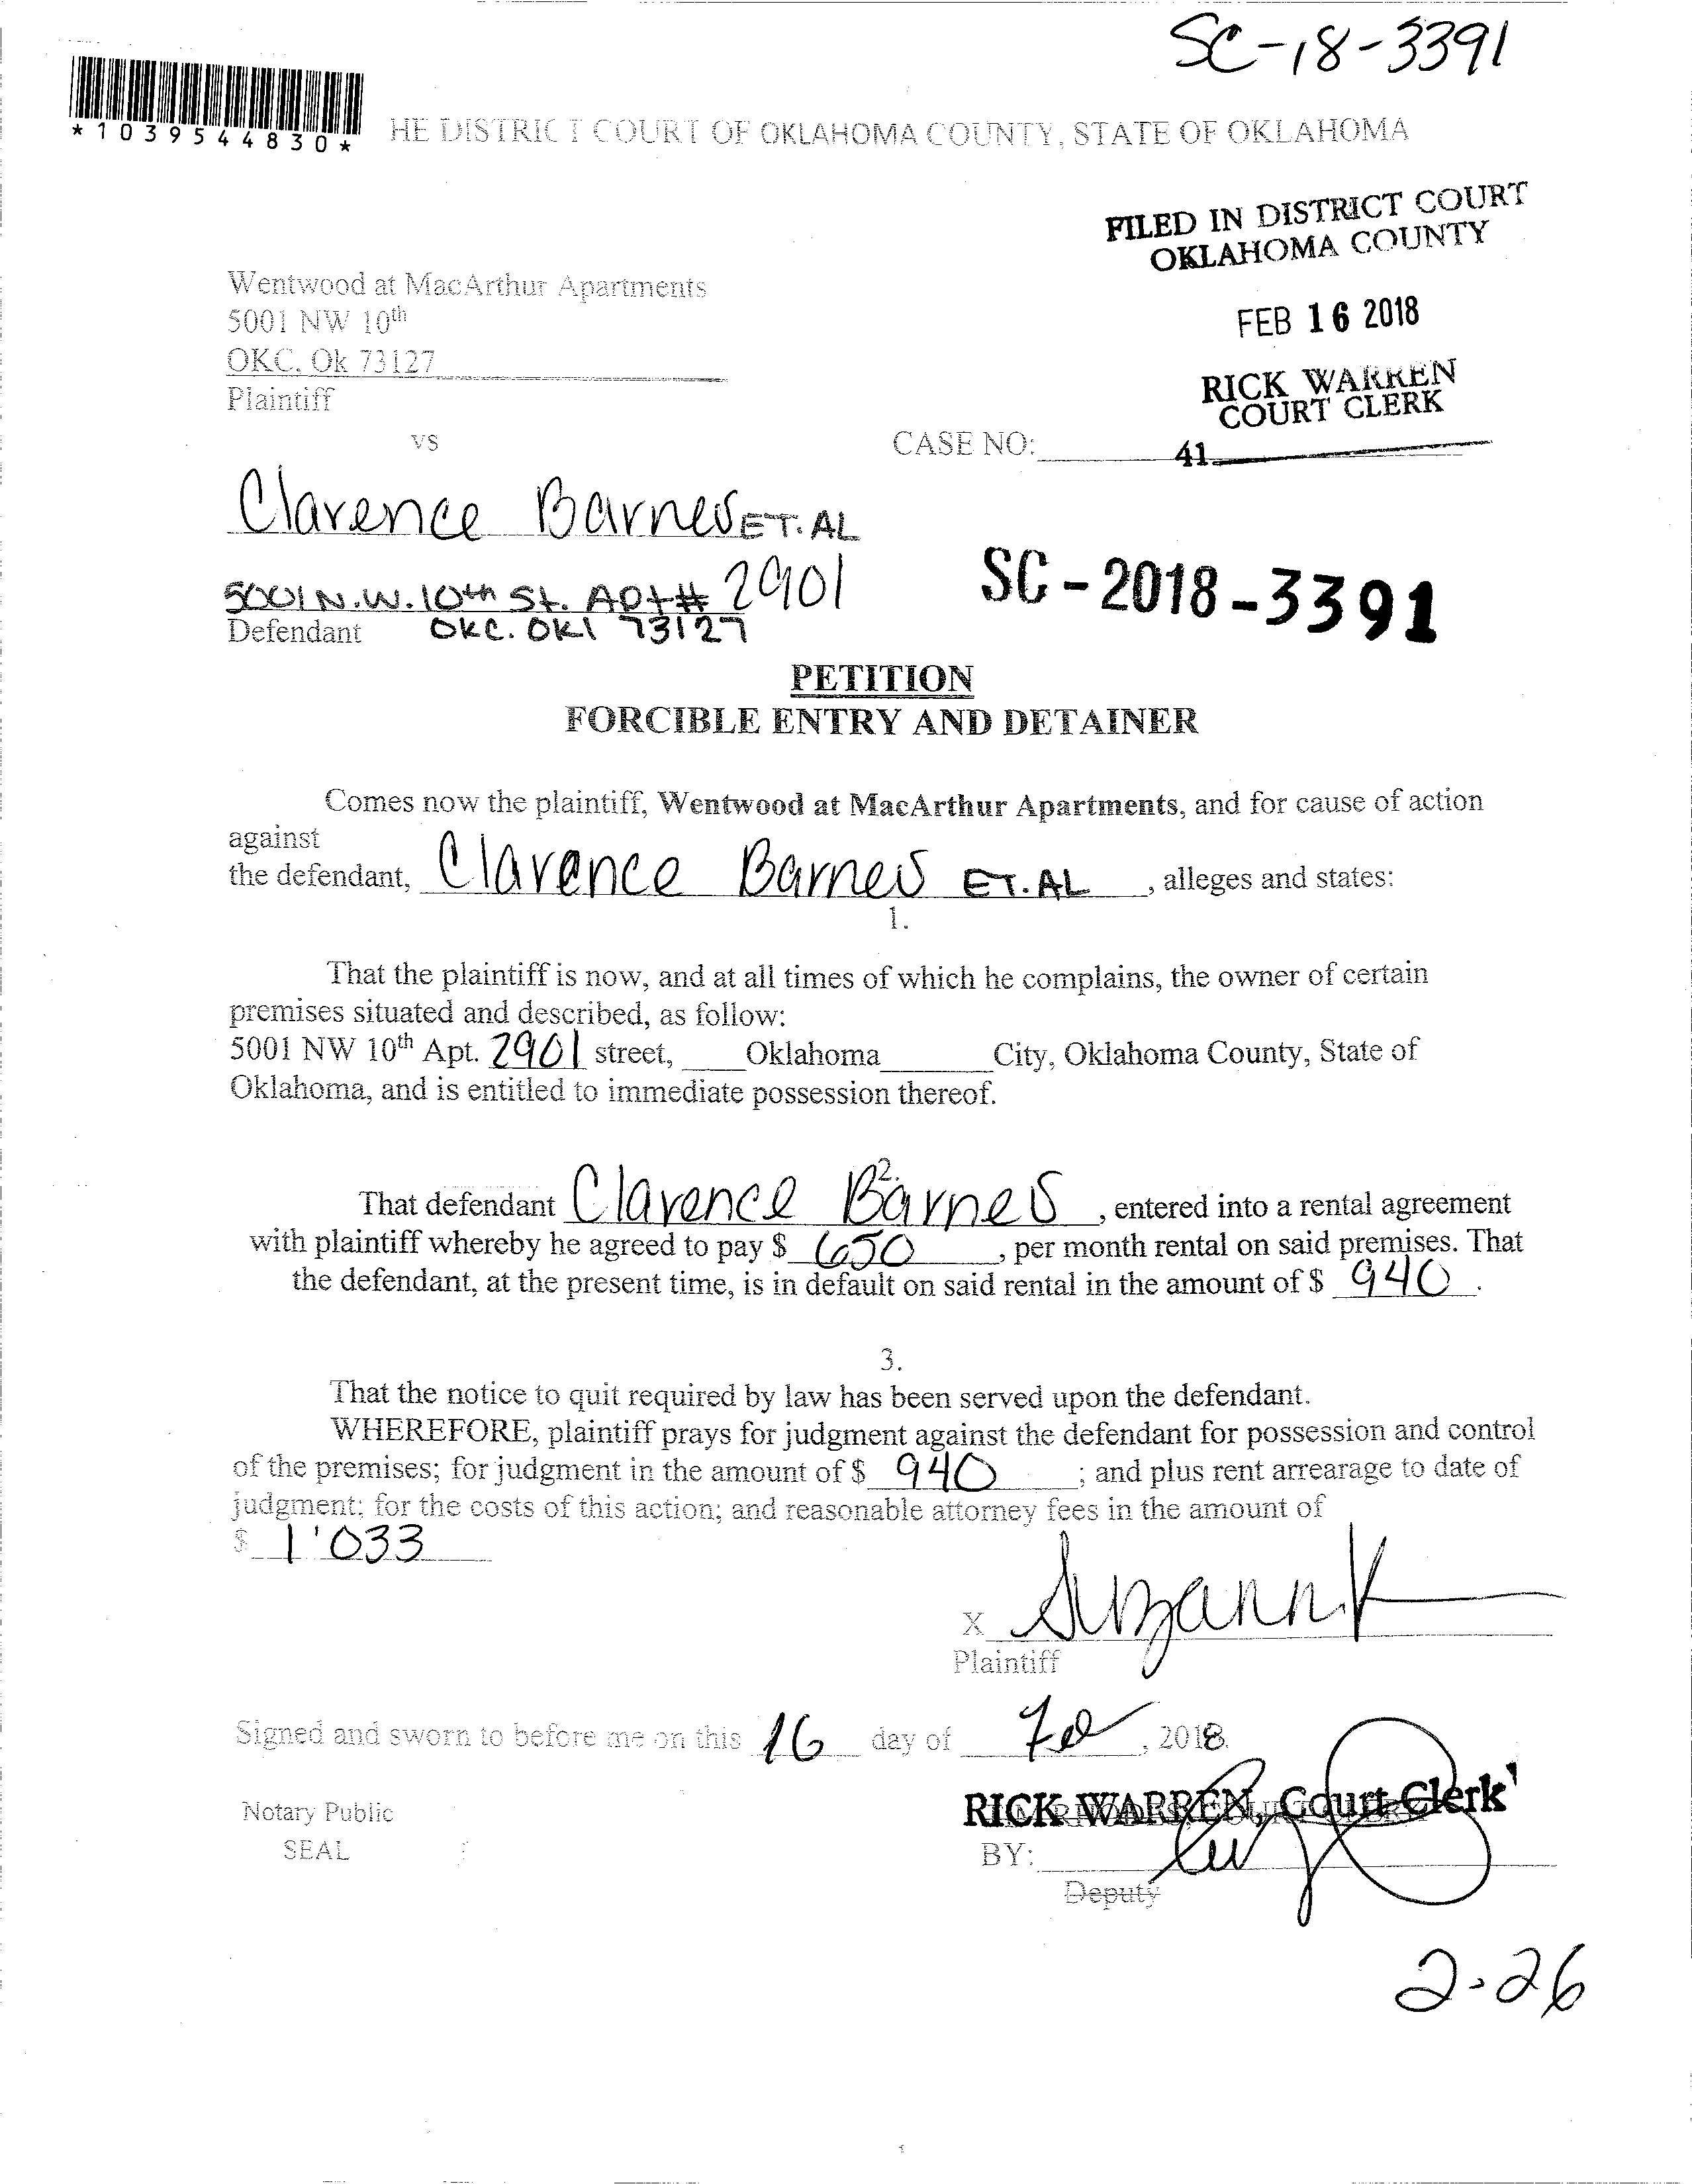 SC-18-3391
*1039544830*
HE DISTRICT COURT OF OKLAHOMA COUNTY, STATE OF OKLAHOMA
FILED IN DISTRICT COURT
OKLAHOMA COUNTY
FEB 16 2018
RICK WARREN
COURT CLERK
41
Wentwood at MacArthur Apartments
5001 NW 10th
OKC, Ok 73127
Plaintiff
vs
CASE NO:
Clarence Barnes ET. AL
5001 N.W. 10th St. Apt# 2901
Defendant OKC. OKl 73127
SC-2018-3391
PETITION
FORCIBLE ENTRY AND DETAINER
Comes now the plaintiff, Wentwood at MacArthur Apartments, and for cause of action
against
the defendant, Clarence Barnes ET. AL, alleges and states:
1.
That the plaintiff is now, and at all times of which he complains, the owner of certain
premises situated and described, as follow:
5001 NW 10th Apt. 2901 street, Oklahoma City, Oklahoma County, State of
Oklahoma, and is entitled to immediate possession thereof.
2.
That defendant Clarence Barnes, entered into a rental agreement
with plaintiff whereby he agreed to pay $ 650, per month rental on said premises. That
the defendant, at the present time, is in default on said rental in the amount of $ 940.
3.
That the notice to quit required by law has been served upon the defendant.
WHEREFORE, plaintiff prays for judgment against the defendant for possession and control
of the premises; for judgment in the amount of $ 940; and plus rent arrearage to date of
judgment; for the costs of this action; and reasonable attorney fees in the amount of
$ 1'033
X
Plaintiff
Signed and sworn to before me on this 16 day of Feb, 2018.
RICK WARREN, Court Clerk
Notary Public
SEAL
BY:
Deputy
2-26